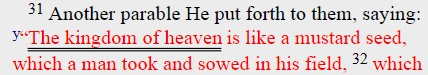 31 Another parable He put forth to them, saying:
y“The kingdom of heaven is like a mustard seed,
which a man took and sowed in his field, 32 which